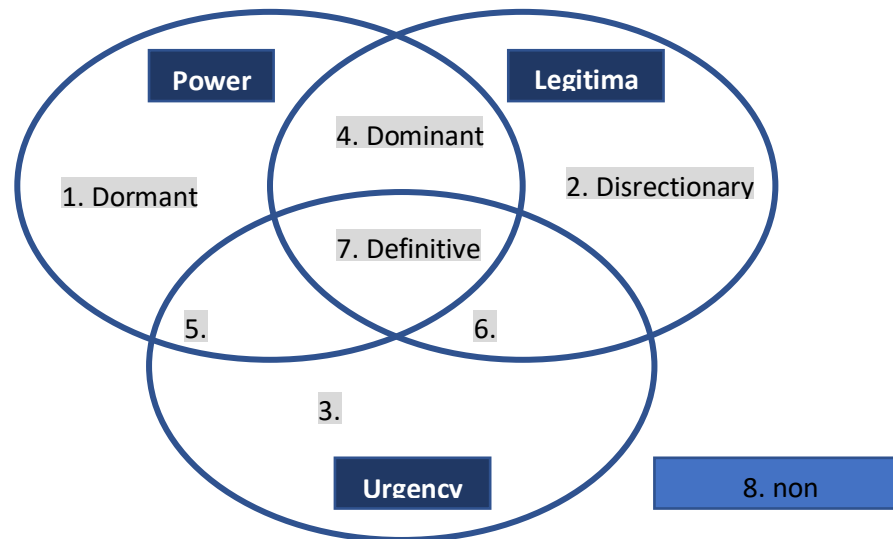 Power
Legitima
4. Dominant
1. Dormant
2. Disrectionary
7. Definitive
5.
6.
3.
Urgency
8. non